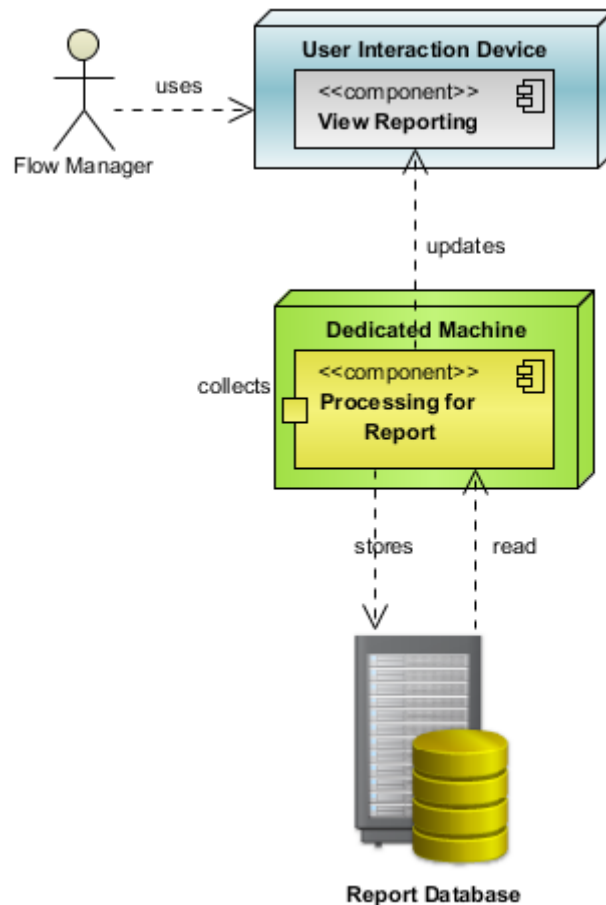 User Interaction Device
<<component>>
View Reporting
uses
Flow Manager
updates
Dedicated Machine
<<component>>
collects
Processing for
Report
stores
read
Report Database